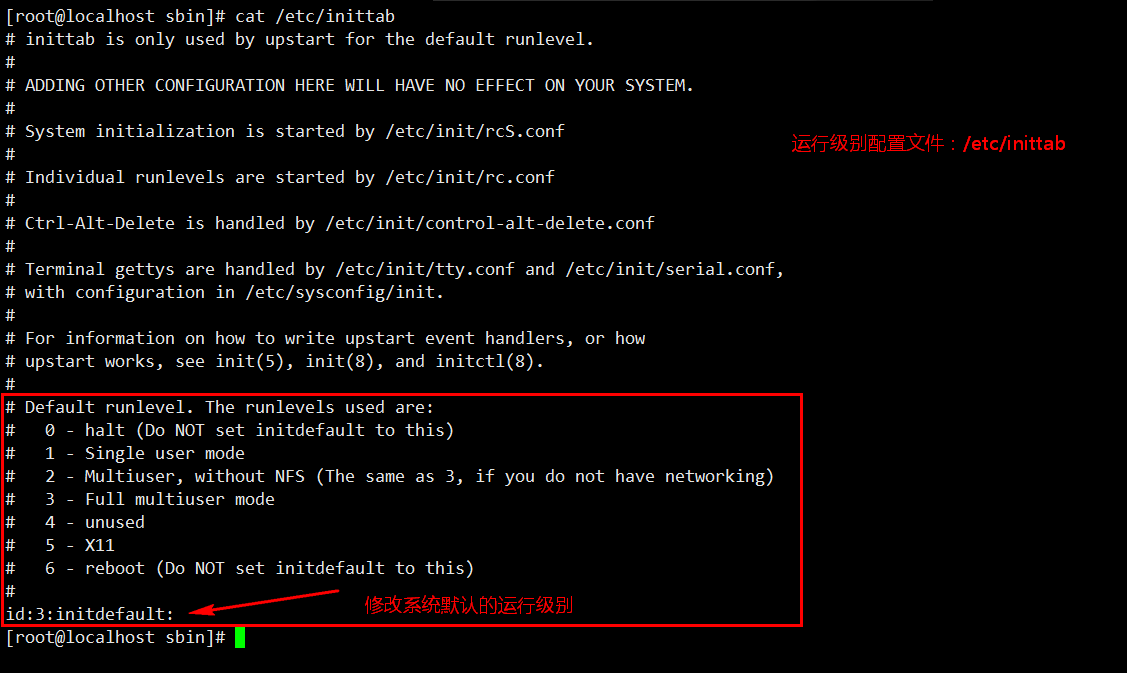 [root@localhost sbin]# cat /etc/inittab
# inittab is only used by upstart for the default runlevel.
#
# ADDING OTHER CONFIGURATION HERE WILL HAVE NO EFFECT ON YOUR SYSTEM.
#
# System initialization is started by /etc/init/rcS.conf
#
运行级别配置文件：/etc/inittab
# Individual runlevels are started by /etc/init/rc.conf
#
# Ctrl-Alt-Delete is handled by /etc/init/control-alt-delete.conf
#
# Terminal gettys are handled by /etc/init/tty.conf and /etc/init/serial.conf,
# with configuration in /etc/sysconfig/init.
#
# For information on how to write upstart event handlers, or how
# upstart works, see init(5), init(8), and initctl(8).
#
# Default runlevel. The runlevels used are:
#   0 - halt (Do NOT set initdefault to this)
#   1 - Single user mode
#   2 - Multiuser, without NFS (The same as 3, if you do not have networking)
#   3 - Full multiuser mode
#   4 - unused
#   5 - X11
#   6 - reboot (Do NOT set initdefault to this)
#
id:3:initdefault:
修改系统默认的运行级别
[root@localhost sbin]#